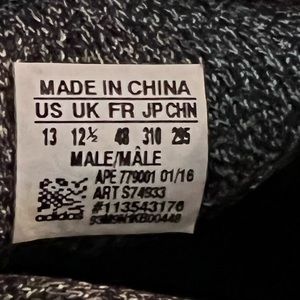 MADE IN CHINA
US UK FR JP CHN
13 12½ 48 310 295
MALE/MÂLE
APE 779001 01/16
ART S74933
#113543176